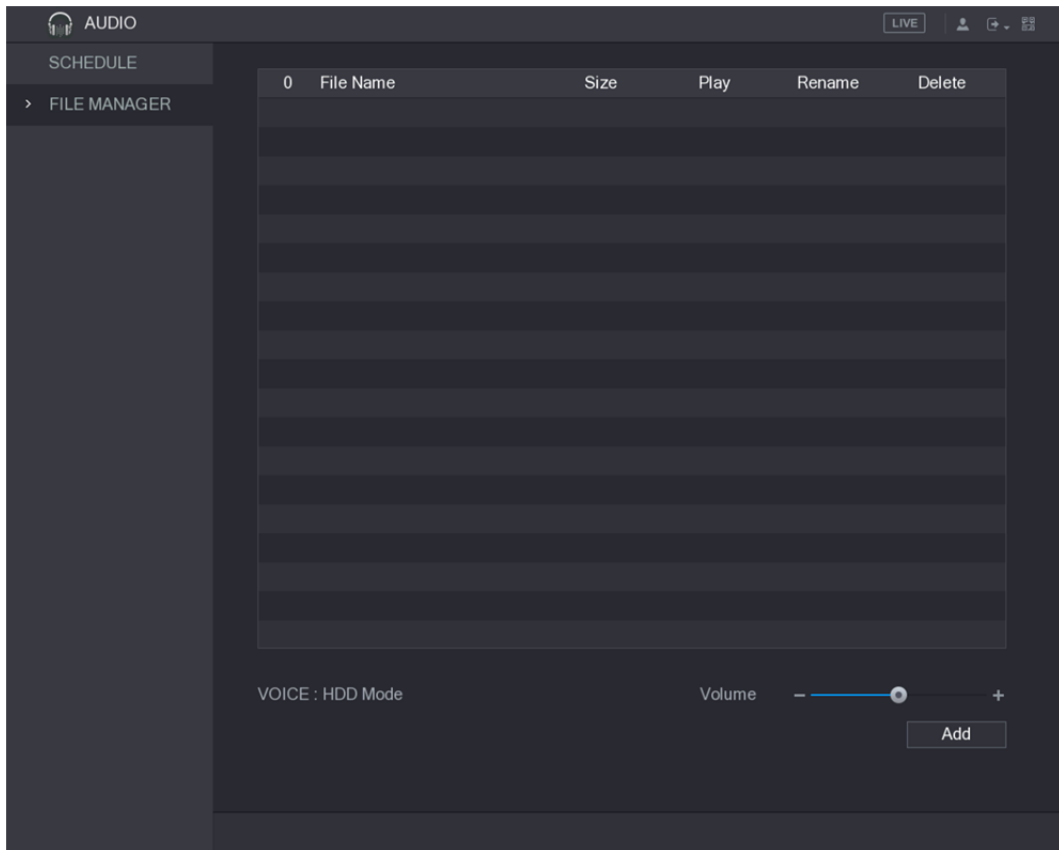 AUDIO
LIVE
SCHEDULE
FILE MANAGER
0 File Name Size Play Rename Delete
VOICE : HDD Mode Volume
Add